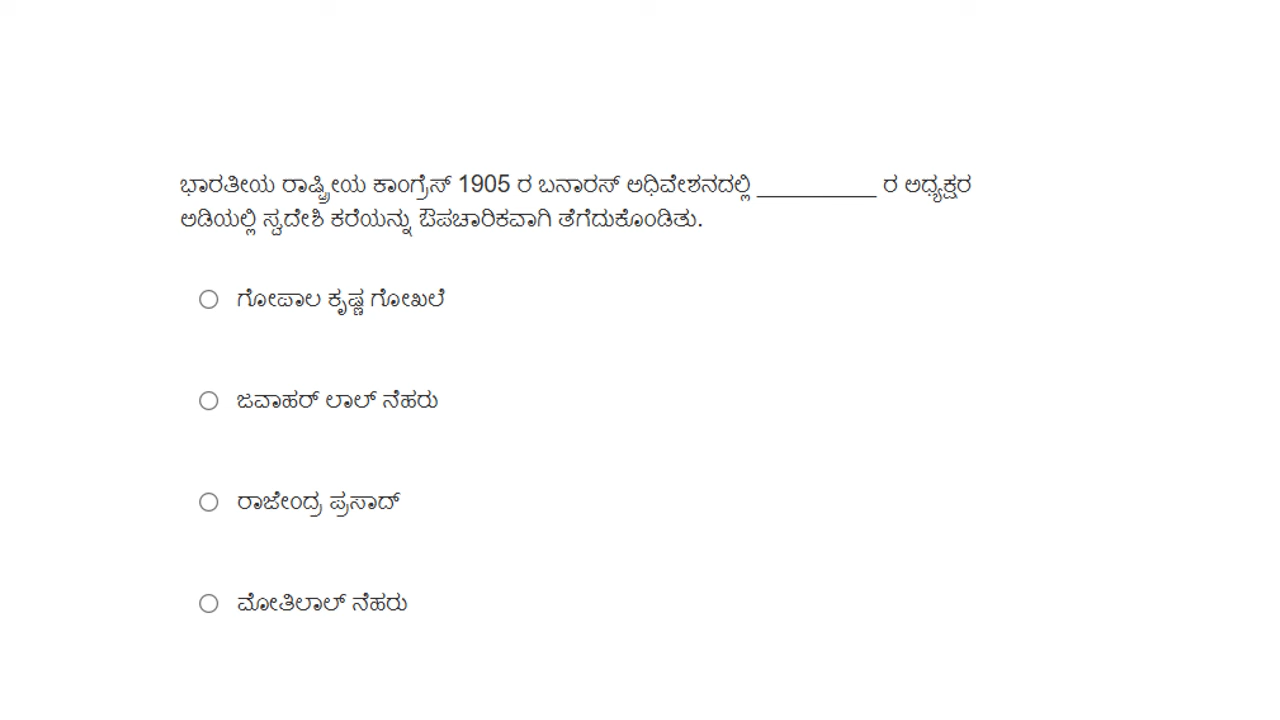 ಭಾರತೀಯ ರಾಷ್ಟ್ರೀಯ ಕಾಂಗ್ರೆಸ್ 1905 ರ ಬನಾರಸ್ ಅಧಿವೇಶನದಲ್ಲಿ __________ ರ ಅಧ್ಯಕ್ಷರ
ಅಡಿಯಲ್ಲಿ ಸ್ವದೇಶಿ ಕರೆಯನ್ನು ಔಪಚಾರಿಕವಾಗಿ ತೆಗೆದುಕೊಂಡಿತು.
ಗೋಪಾಲ ಕೃಷ್ಣ ಗೋಖಲೆ
ಜವಾಹರ್ ಲಾಲ್ ನೆಹರು
ರಾಜೇಂದ್ರ ಪ್ರಸಾದ್
ಮೋತಿಲಾಲ್ ನೆಹರು